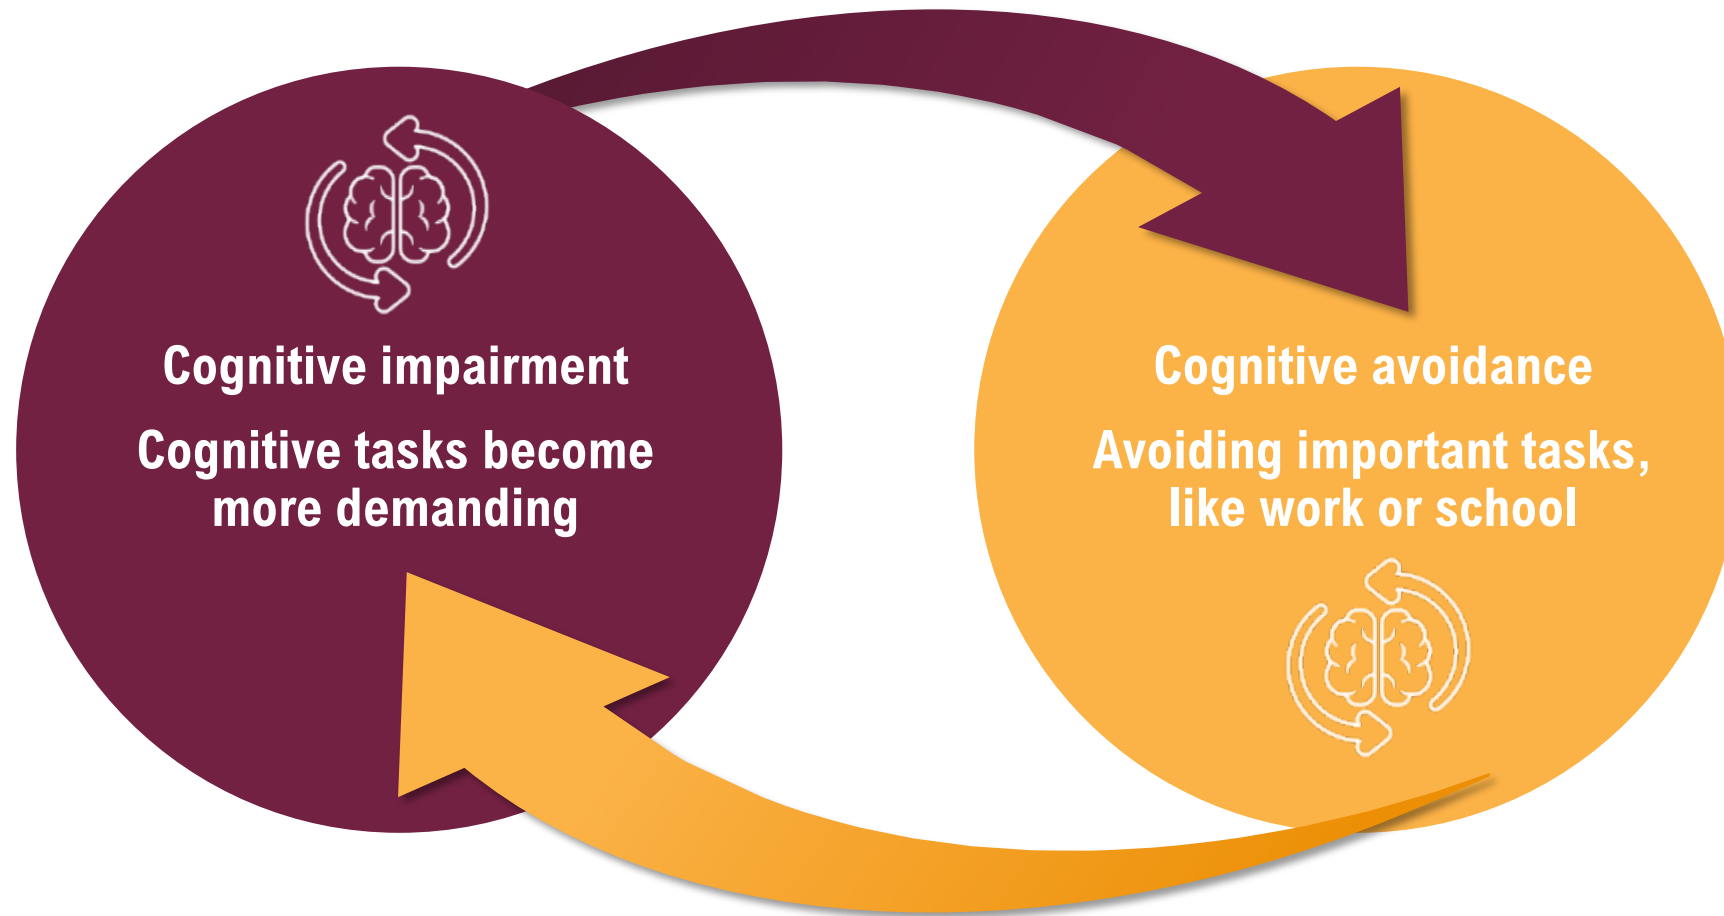 Cognitive impairment
Cognitive tasks become
more demanding
Cognitive avoidance
Avoiding important tasks,
like work or school